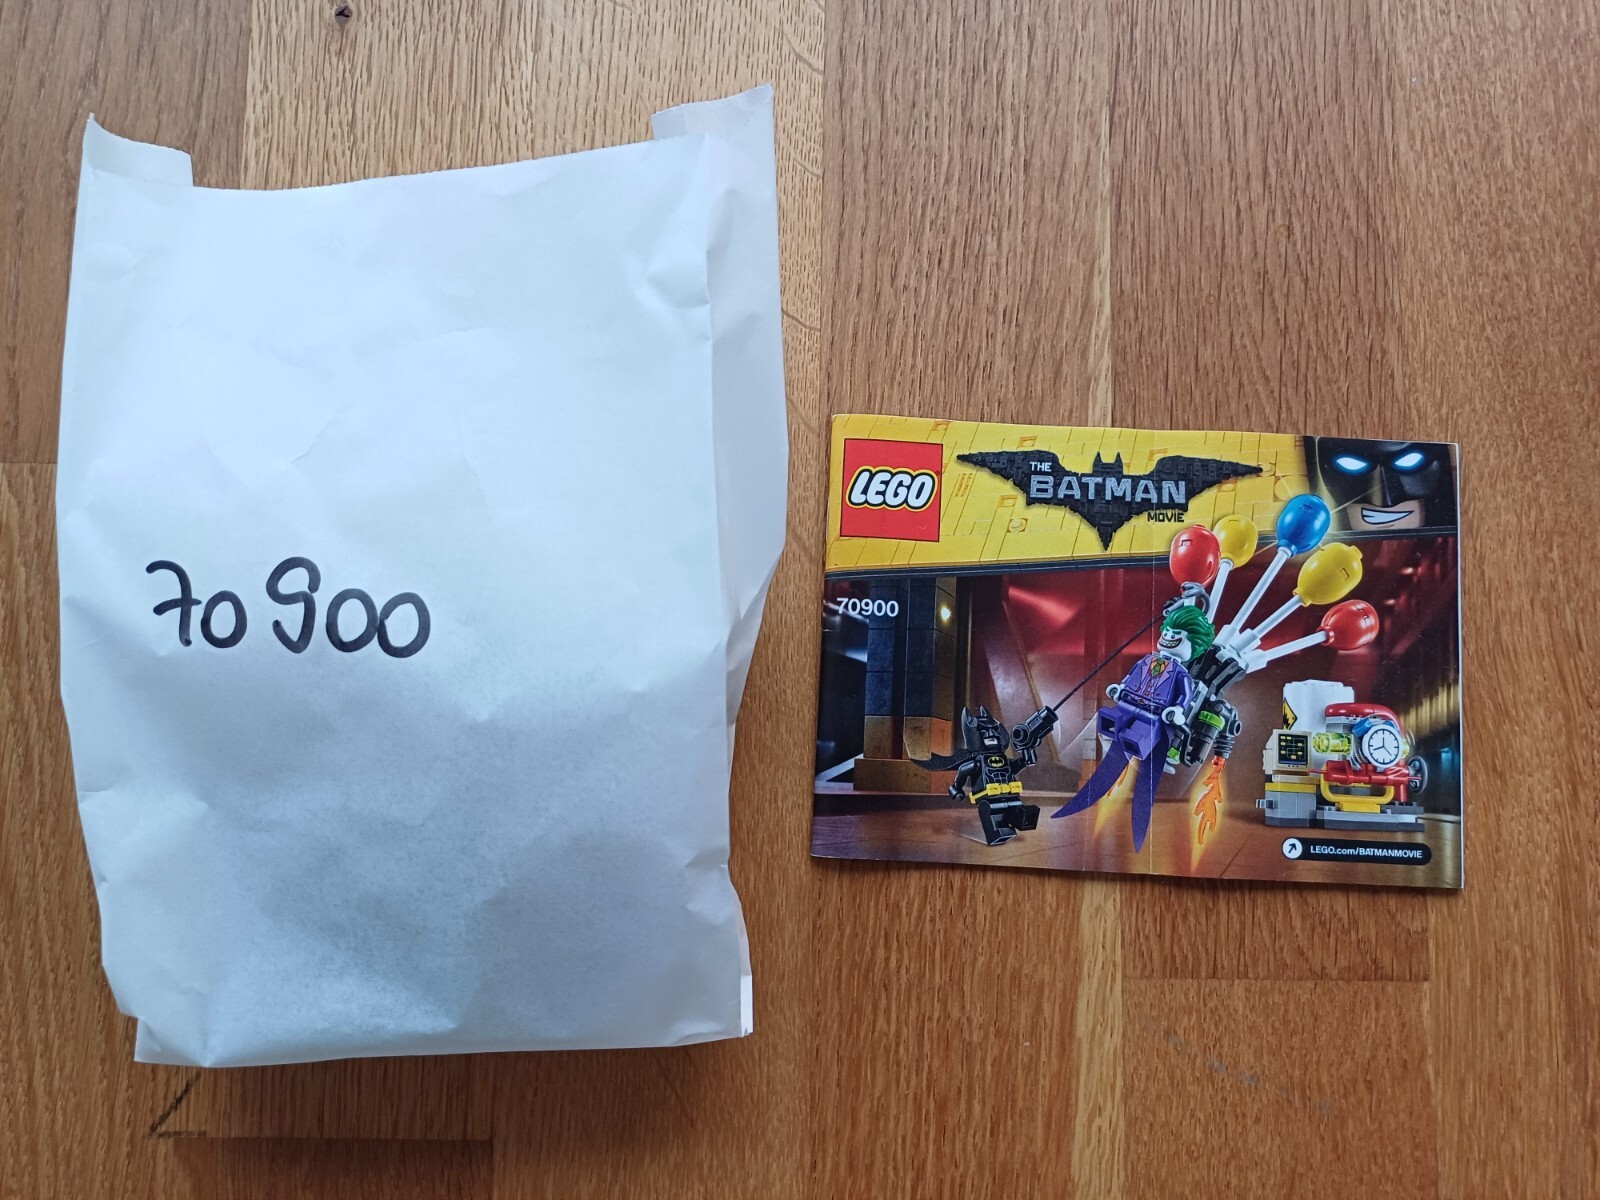 70900
LEGO
THE
BATMAN
MOVIE
70900
LEGO.com/BATMANMOVIE